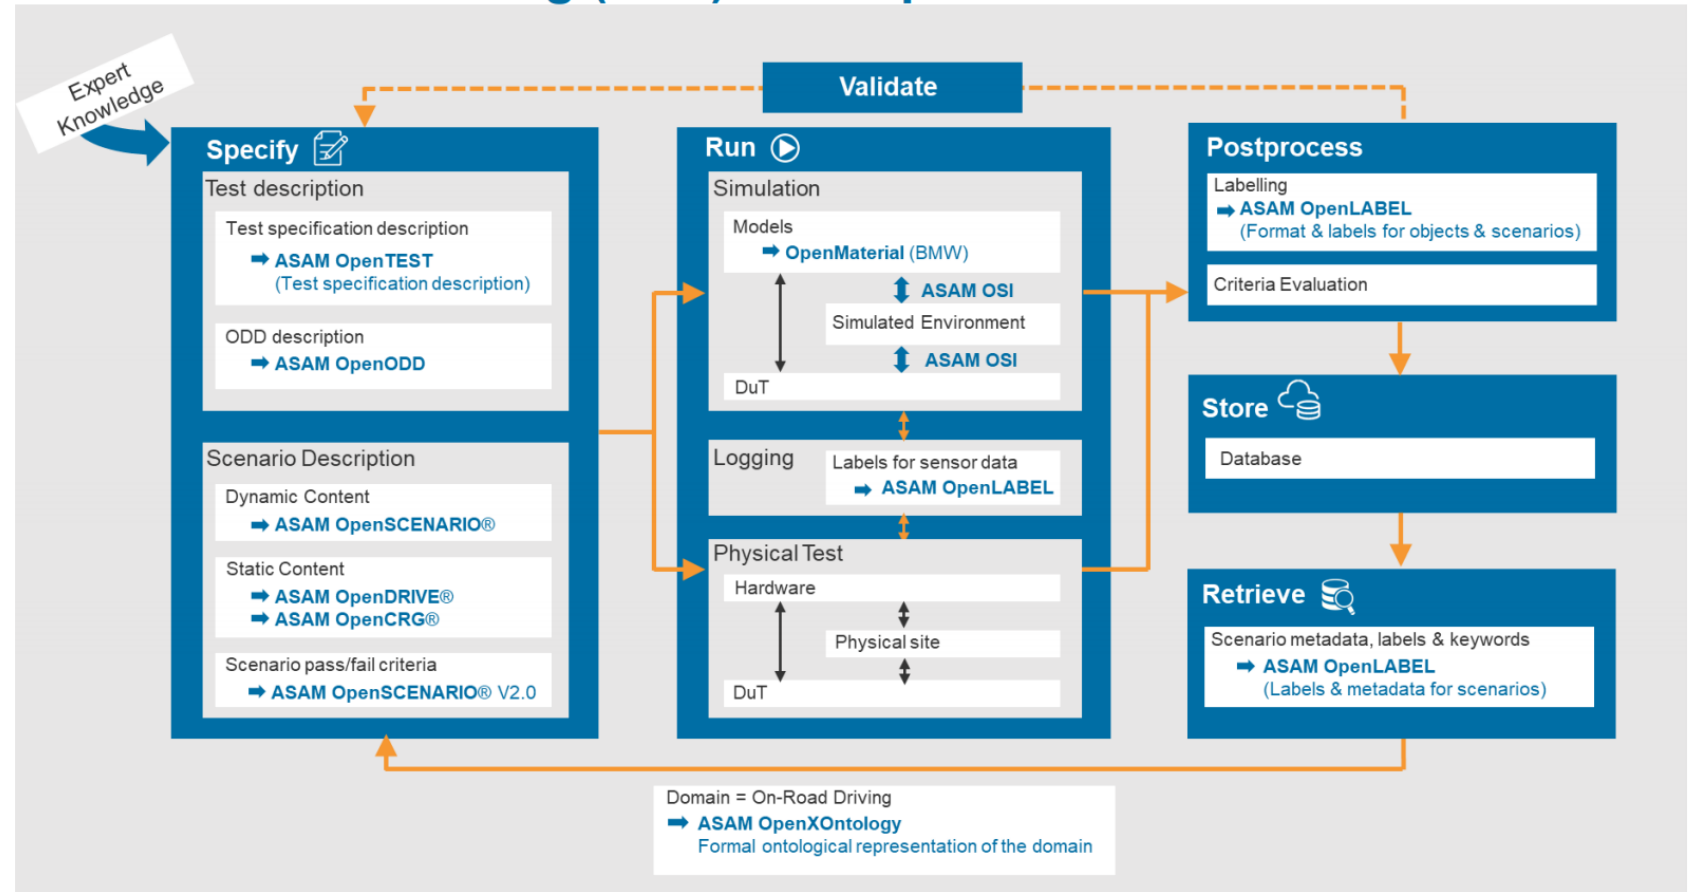 Expert
Knowledge
Validate
Specify
Test description
Test specification description
➡ ASAM OpenTEST
(Test specification description)
ODD description
➡ ASAM OpenODD
Scenario Description
Dynamic Content
➡ ASAM OpenSCENARIO®
Static Content
➡ ASAM OpenDRIVE®
➡ ASAM OpenCRG®
Scenario pass/fail criteria
➡ ASAM OpenSCENARIO® V2.0
Run
Simulation
Models
➡ OpenMaterial (BMW)
ASAM OSI
Simulated Environment
ASAM OSI
DuT
Logging
Labels for sensor data
➡ ASAM OpenLABEL
Physical Test
Hardware
Physical site
DuT
Postprocess
Labelling
➡ ASAM OpenLABEL
(Format & labels for objects & scenarios)
Criteria Evaluation
Store
Database
Retrieve
Scenario metadata, labels & keywords
➡ ASAM OpenLABEL
(Labels & metadata for scenarios)
Domain = On-Road Driving
➡ ASAM OpenXOntology
Formal ontological representation of the domain